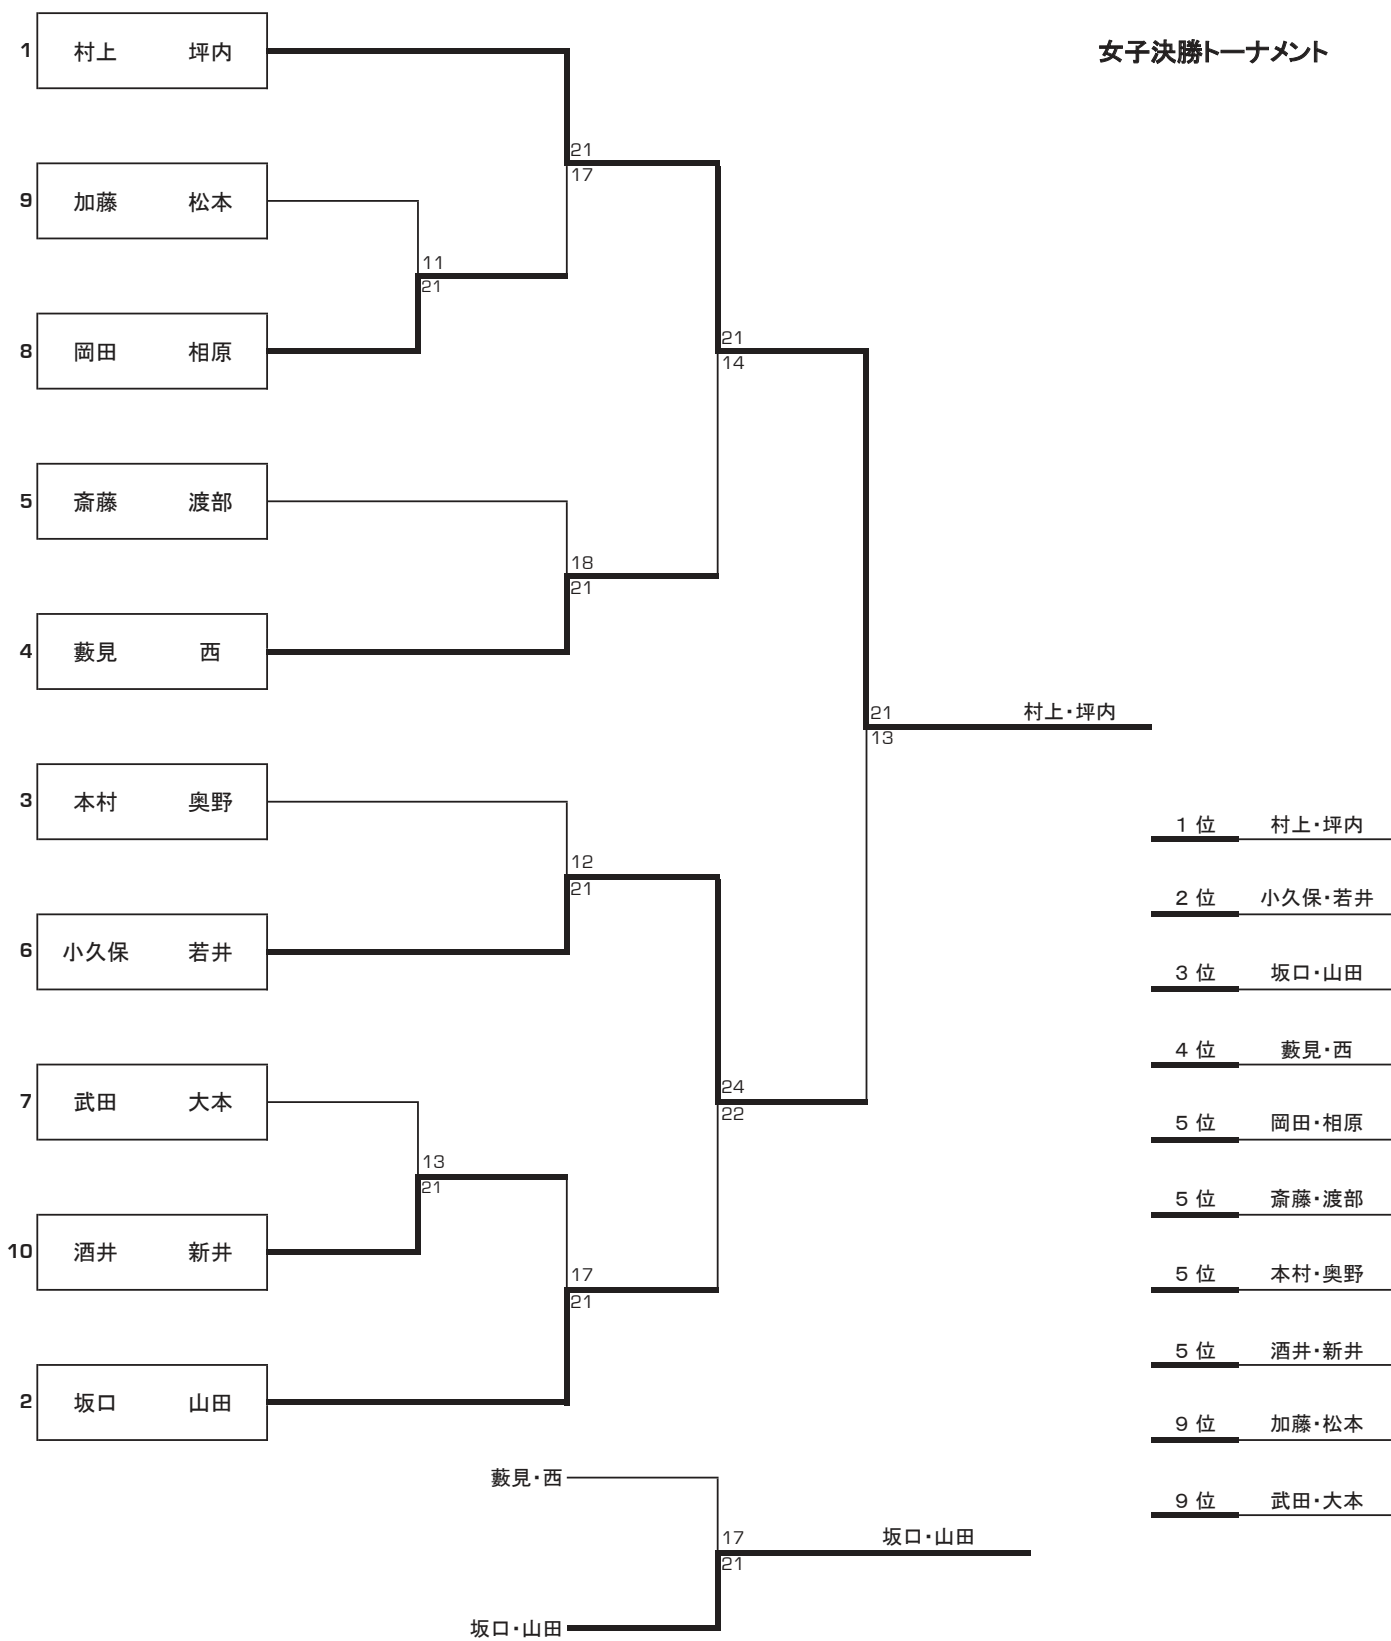 女子決勝トーナメント
1 村上 坪内
21
17
9 加藤 松本
11
21
8 岡田 相原
21
14
5 斎藤 渡部
18
21
4 藪見 西
21
13
村上・坪内
3 本村 奥野
12
21
6 小久保 若井
24
22
7 武田 大本
13
21
10 酒井 新井
17
21
2 坂口 山田
藪見・西
17
21
坂口・山田
坂口・山田
1 位 村上・坪内
2 位 小久保・若井
3 位 坂口・山田
4 位 藪見・西
5 位 岡田・相原
5 位 斎藤・渡部
5 位 本村・奥野
5 位 酒井・新井
9 位 加藤・松本
9 位 武田・大本